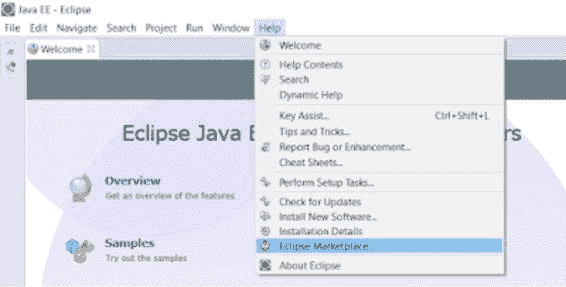 Java EE - Eclipse
File Edit Navigate Search Project Run Window Help
Welcome
Welcome
Help Contents
Search
Dynamic Help
Key Assist... Ctrl+Shift+L
Tips and Tricks...
Report Bug or Enhancement...
Cheat Sheets...
Perform Setup Tasks...
Check for Updates
Install New Software...
Installation Details
Eclipse Marketplace...
About Eclipse
Eclipse Java E rs
Overview
Get an overview of the features
Samples
Try out the samples